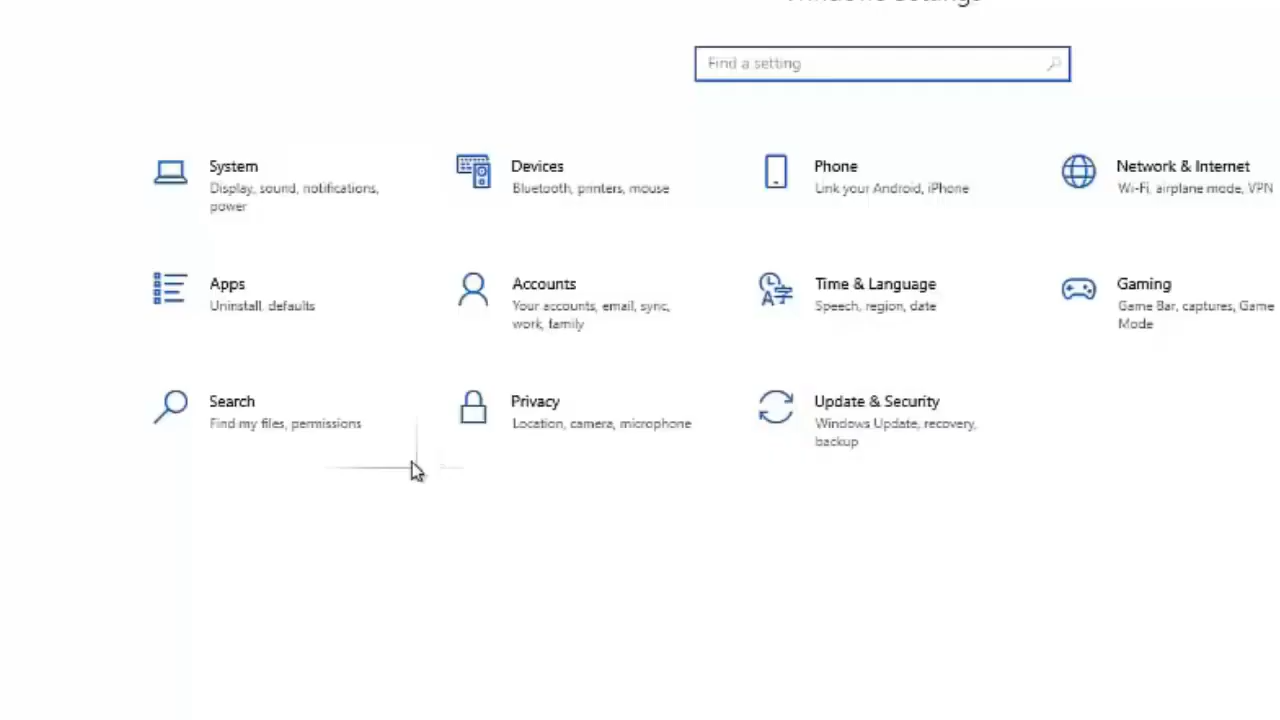 Windows Settings
Find a setting
System
Display, sound, notifications,
power
Devices
Bluetooth, printers, mouse
Phone
Link your Android, iPhone
Network & Internet
Wi-Fi, airplane mode, VPN
Apps
Uninstall, defaults
Accounts
Your accounts, email, sync,
work, family
Time & Language
Speech, region, date
Gaming
Game Bar, captures, Game
Mode
Search
Find my files, permissions
Privacy
Location, camera, microphone
Update & Security
Windows Update, recovery,
backup